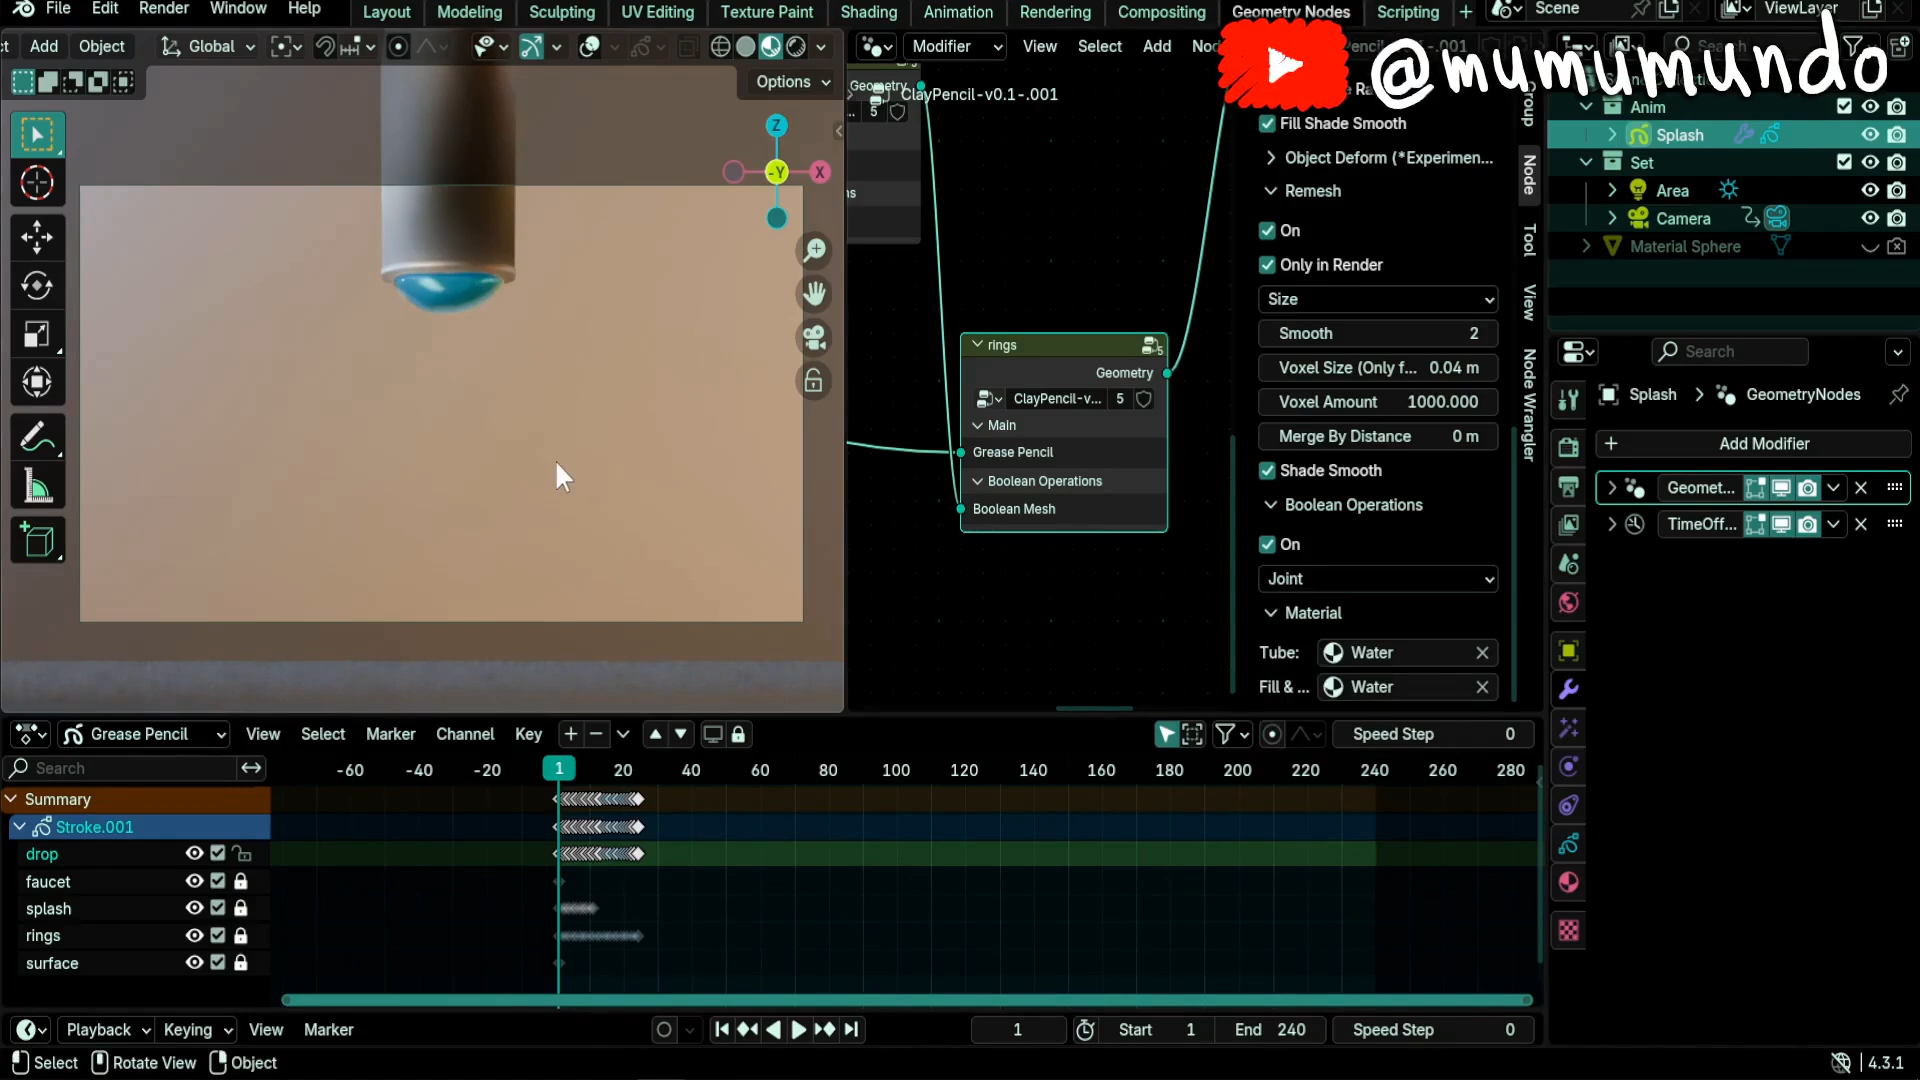 File Edit Render Window Help Layout Modeling Sculpting UV Editing Texture Paint Shading Animation Rendering Compositing Geometry Nodes Scripting Scene ViewLayer
Add Object Global Modifier View Select Add Search
@mumumundo
Options
Geometry
ClayPencil-v0.1-.001
5
Z
-Y
X
Group
Node
Tool
View
Node Wrangler
Fill Shade Smooth
Object Deform (*Experimen...
Remesh
On
Only in Render
Size
Smooth 2
Voxel Size (Only f... 0.04 m
Voxel Amount 1000.000
Merge By Distance 0 m
Shade Smooth
Boolean Operations
On
Joint
Material
Tube: Water
Fill & ... Water
rings
5
Geometry
ClayPencil-v... 5
Main
Grease Pencil
Boolean Operations
Boolean Mesh
Anim
Splash
Set
Area
Camera
Material Sphere
Search
Splash GeometryNodes
Add Modifier
Geomet...
TimeOff...
Grease Pencil View Select Marker Channel Key Speed Step 0
Search
-60 -40 -20 1 20 40 60 80 100 120 140 160 180 200 220 240 260 280
Summary
Stroke.001
drop
faucet
splash
rings
surface
Playback Keying View Marker 1 Start 1 End 240 Speed Step 0
Select Rotate View Object 4.3.1